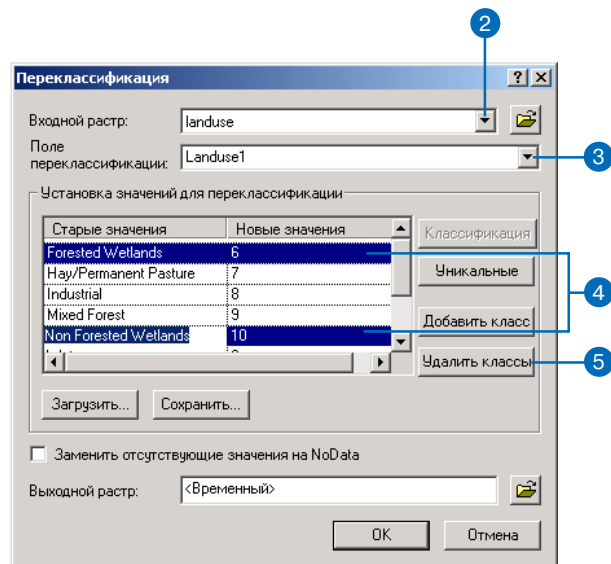 2
Переклассификация
Входной растр: landuse
Поле
переклассификации: Landuse1
3
Установка значений для переклассификации
Старые значения Новые значения
Классификация
Forested Wetlands 6
Hay/Permanent Pasture 7
Уникальные
Industrial 8
4
Mixed Forest 9
Добавить класс
Non Forested Wetlands 10
Удалить классы
5
Загрузить... Сохранить...
Заменить отсутствующие значения на NoData
Выходной растр: <Временный>
OK Отмена